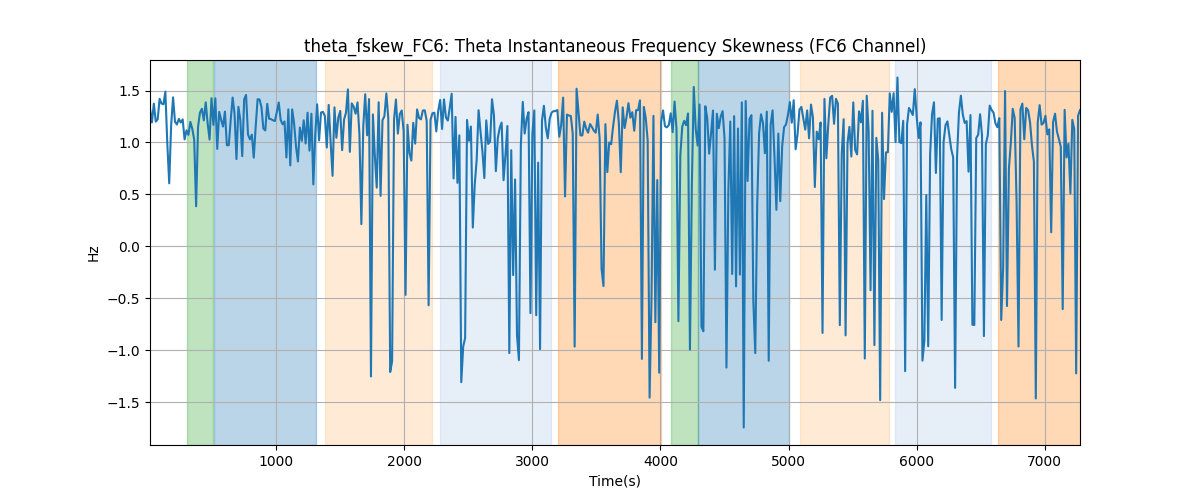 theta_fskew_FC6: Theta Instantaneous Frequency Skewness (FC6 Channel)
1.5
1.0
0.5
0.0
−0.5
−1.0
−1.5
Hz
1000 2000 3000 4000 5000 6000 7000
Time(s)